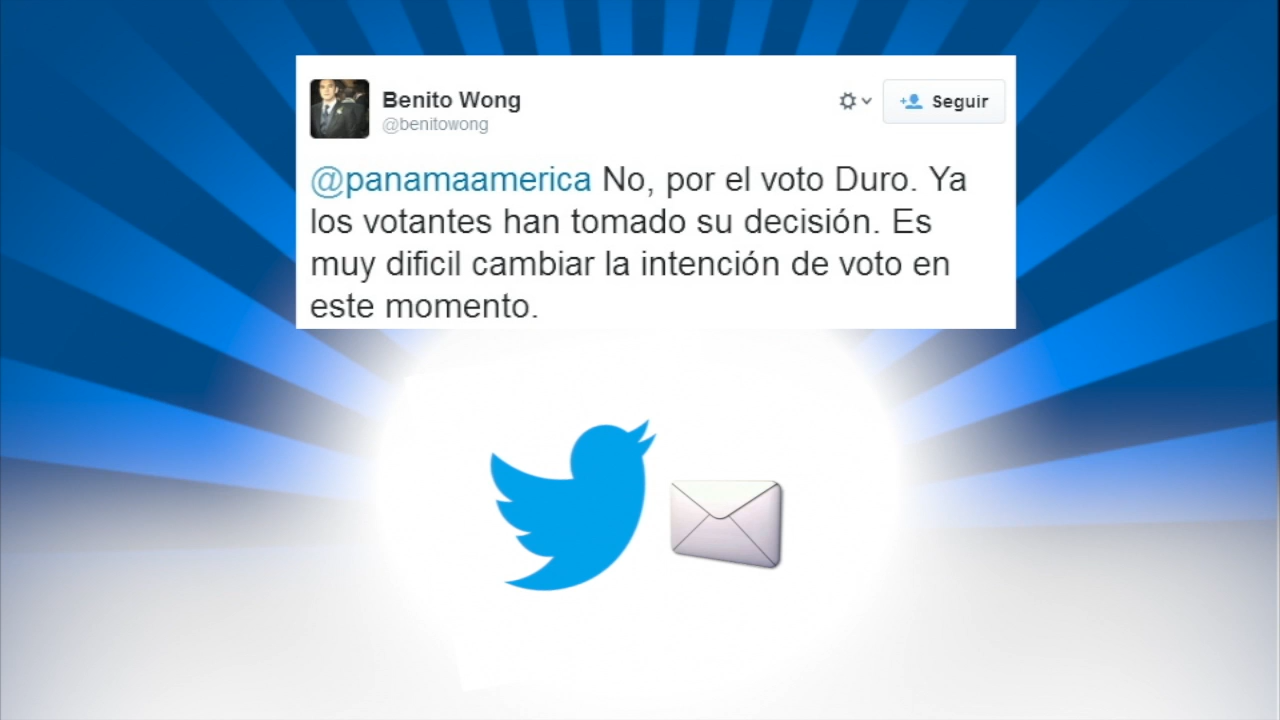 Benito Wong
@benitowong
Seguir
@panamaamerica No, por el voto Duro. Ya
los votantes han tomado su decisión. Es
muy dificil cambiar la intención de voto en
este momento.